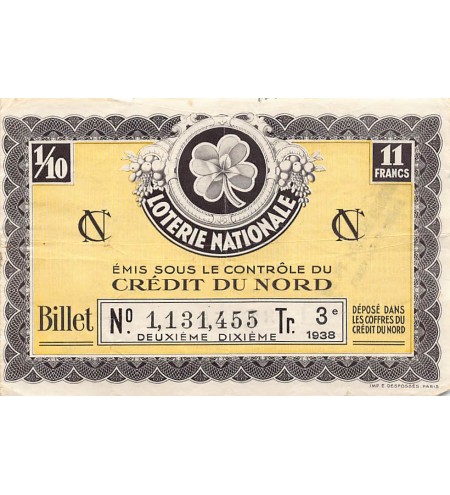 1/10
11
FRANCS
LOTERIE NATIONALE
CN
CN
ÉMIS SOUS LE CONTRÔLE DU
CRÉDIT DU NORD
Billet
No. 1,131,455 Tr. 3e
DEUXIÈME DIXIÈME 1938
DÉPOSÉ DANS
LES COFFRES DU
CRÉDIT DU NORD
IMP. E. DESFOSSÉS. PARIS